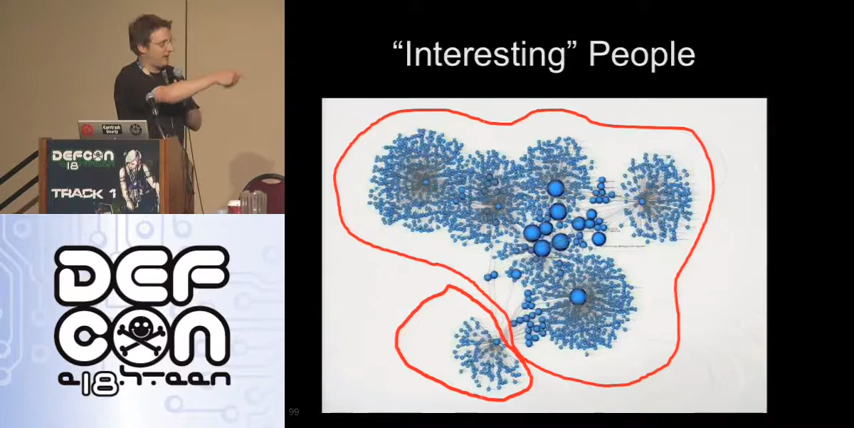 “Interesting” People
DEFCON
18
TRACK 1
DEF
CON
e18hteen
99